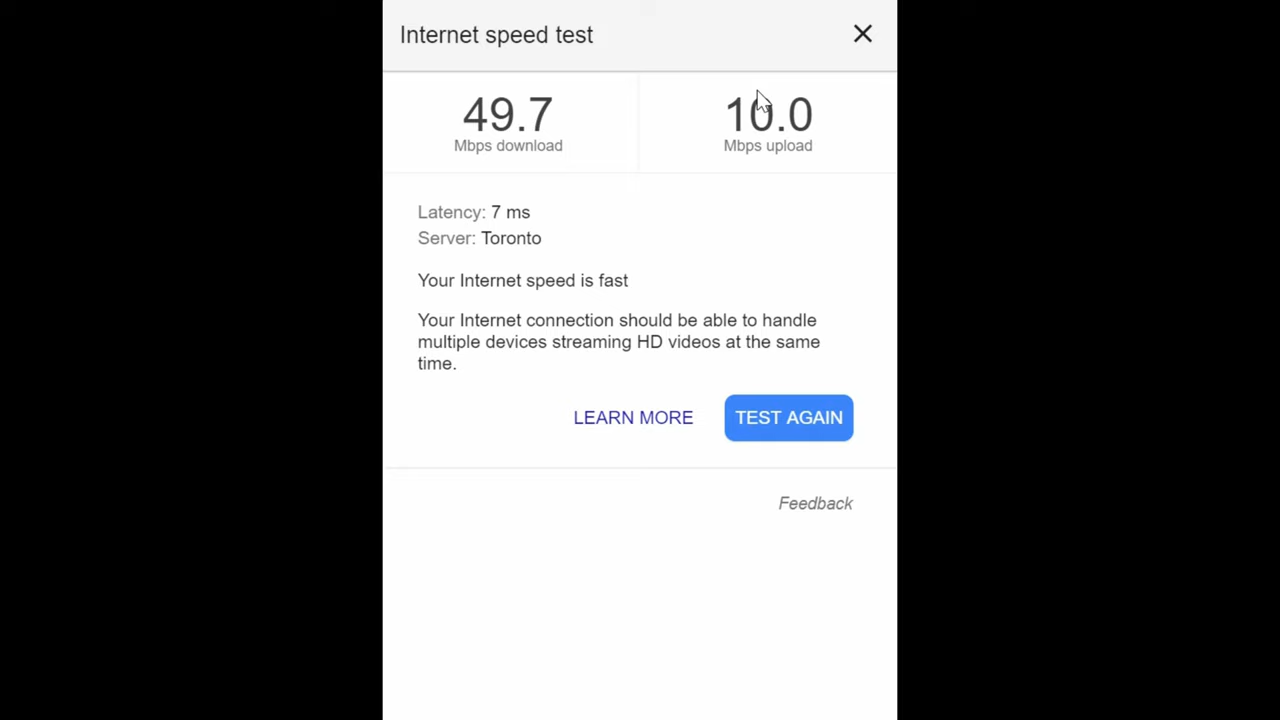 Internet speed test
49.7
Mbps download
10.0
Mbps upload
Latency: 7 ms
Server: Toronto
Your Internet speed is fast
Your Internet connection should be able to handle
multiple devices streaming HD videos at the same
time.
LEARN MORE
TEST AGAIN
Feedback